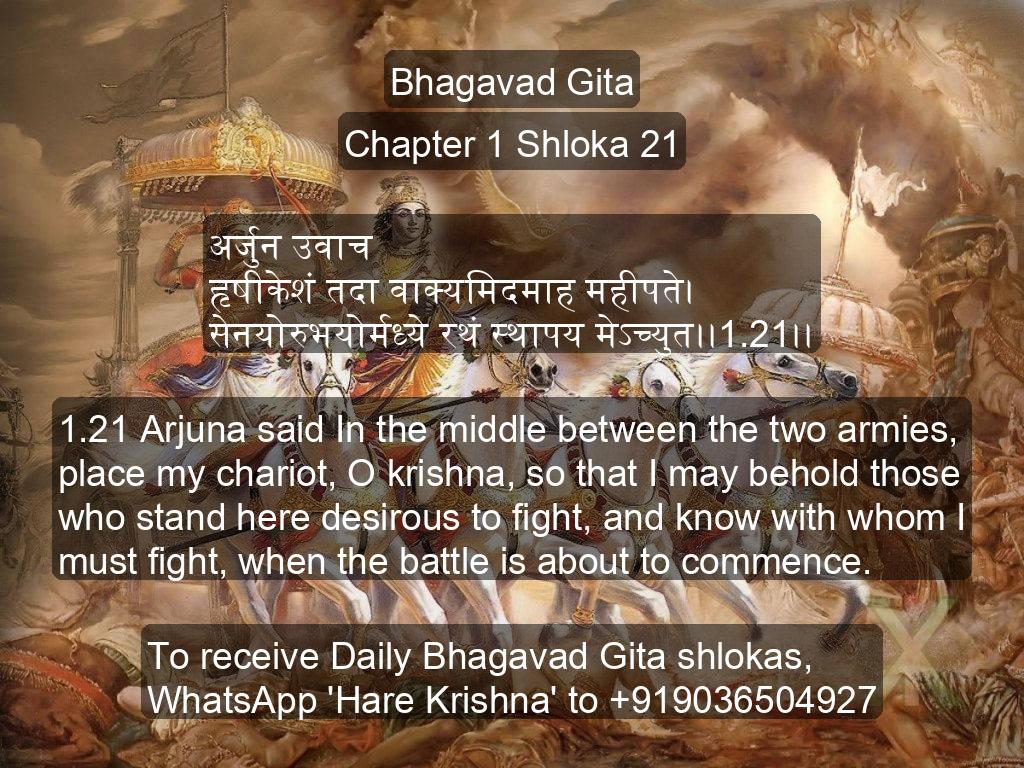 Bhagavad Gita
Chapter 1 Shloka 21
अर्जुन उवाच
हृषीकेशं तदा वाक्यमिदमाह महीपते।
सेनयोरुभयोर्मध्ये रथं स्थापय मेऽच्युत।।1.21।।
1.21 Arjuna said In the middle between the two armies,
place my chariot, O krishna, so that I may behold those
who stand here desirous to fight, and know with whom I
must fight, when the battle is about to commence.
To receive Daily Bhagavad Gita shlokas,
WhatsApp 'Hare Krishna' to +919036504927